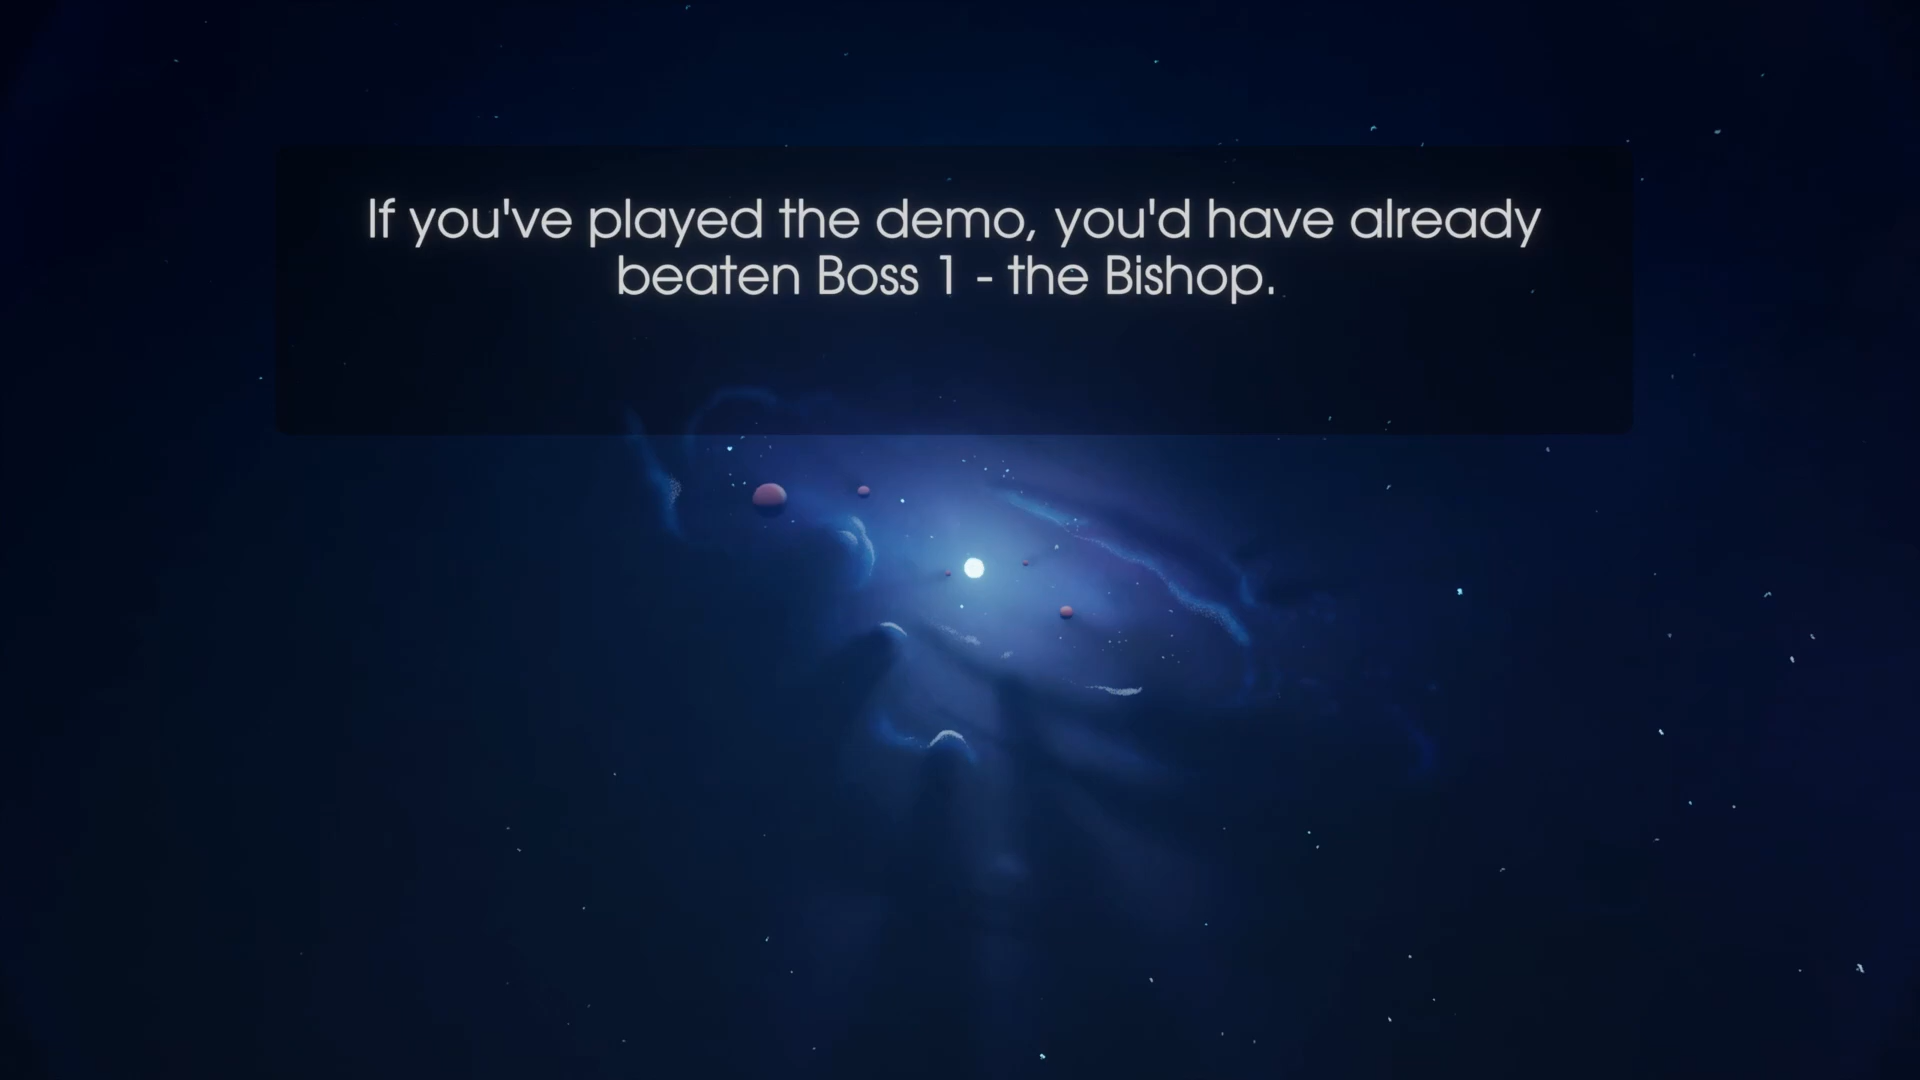 If you've played the demo, you'd have already
beaten Boss 1 - the Bishop.